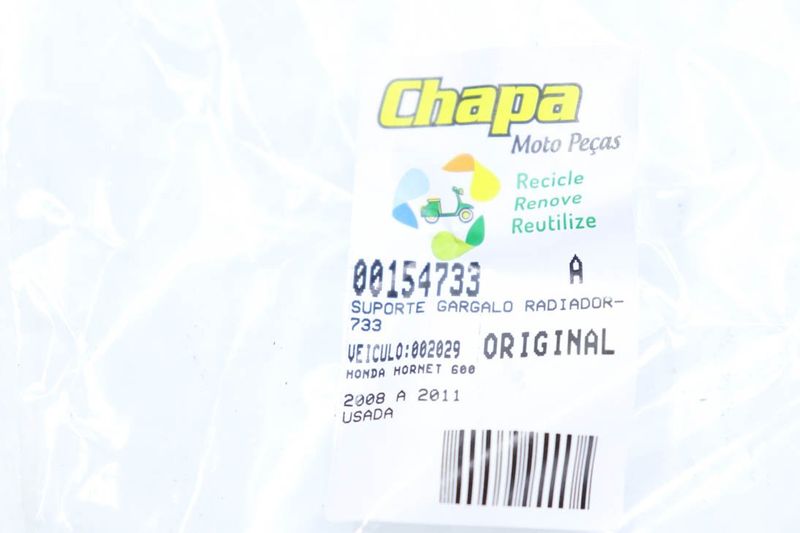 Chapa
Moto Peças
Recicle
Renove
Reutilize
00154733 A
SUPORTE GARGALO RADIADOR-
733
VEICULO:002029 ORIGINAL
HONDA HORNET 600
2008 A 2011
USADA